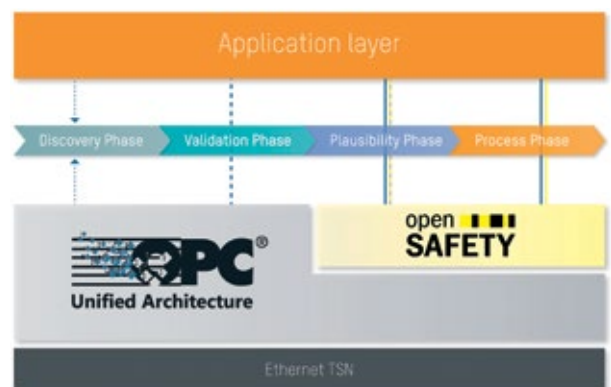 Application layer
Discovery Phase
Validation Phase
Plausibility Phase
Process Phase
OPC®
Unified Architecture
open
SAFETY
Ethernet TSN